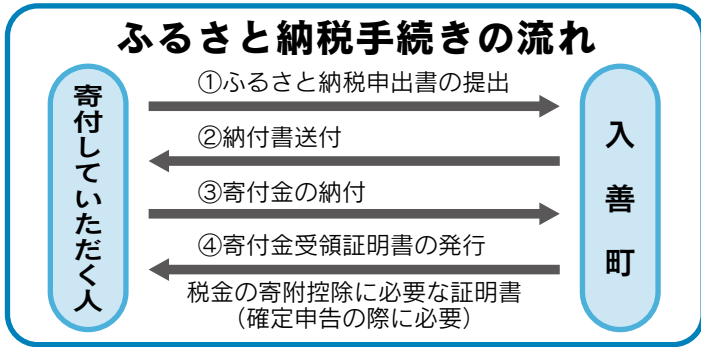 ふるさと納税手続きの流れ
寄付していただく人
①ふるさと納税申出書の提出
②納付書送付
③寄付金の納付
④寄付金受領証明書の発行
税金の寄附控除に必要な証明書
（確定申告の際に必要）
入善町